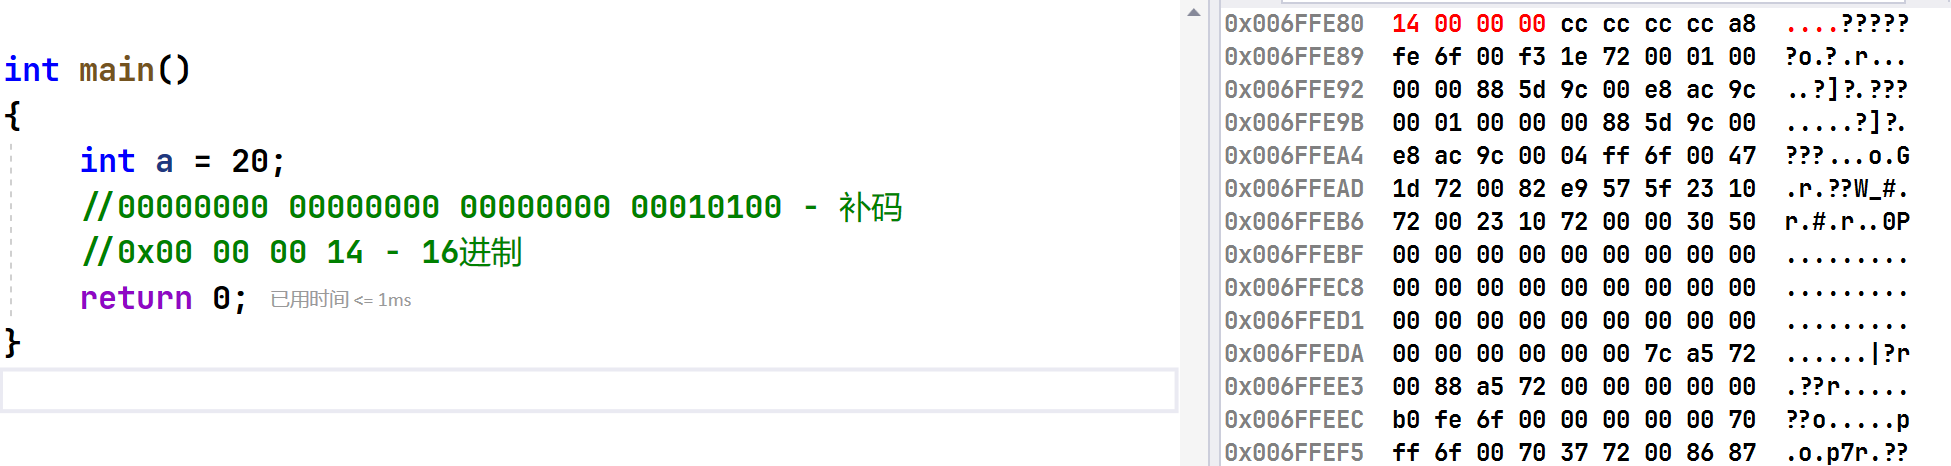 int main()
{
int a = 20;
//00000000 00000000 00000000 00010100 - 补码
//0x00 00 00 14 - 16进制
return 0; 已用时间 <= 1ms
}
0x006FFE80 14 00 00 00 cc cc cc cc a8 ....?????
0x006FFE89 fe 6f 00 f3 1e 72 00 01 00 ?o.?.r...
0x006FFE92 00 00 88 5d 9c 00 e8 ac 9c ..?]?.???
0x006FFE9B 00 01 00 00 00 88 5d 9c 00 .....?]?.
0x006FFEA4 e8 ac 9c 00 04 ff 6f 00 47 ???...o.G
0x006FFEAD 1d 72 00 82 e9 57 5f 23 10 .r.??W_#.
0x006FFEB6 72 00 23 10 72 00 00 30 50 r.#.r..0P
0x006FFEBF 00 00 00 00 00 00 00 00 00 .........
0x006FFEC8 00 00 00 00 00 00 00 00 00 .........
0x006FFED1 00 00 00 00 00 00 00 00 00 .........
0x006FFEDA 00 00 00 00 00 00 7c a5 72 ......|?r
0x006FFEE3 00 88 a5 72 00 00 00 00 00 .??r.....
0x006FFEEC b0 fe 6f 00 00 00 00 00 70 ??o.....p
0x006FFEF5 ff 6f 00 70 37 72 00 86 87 .o.p7r.??